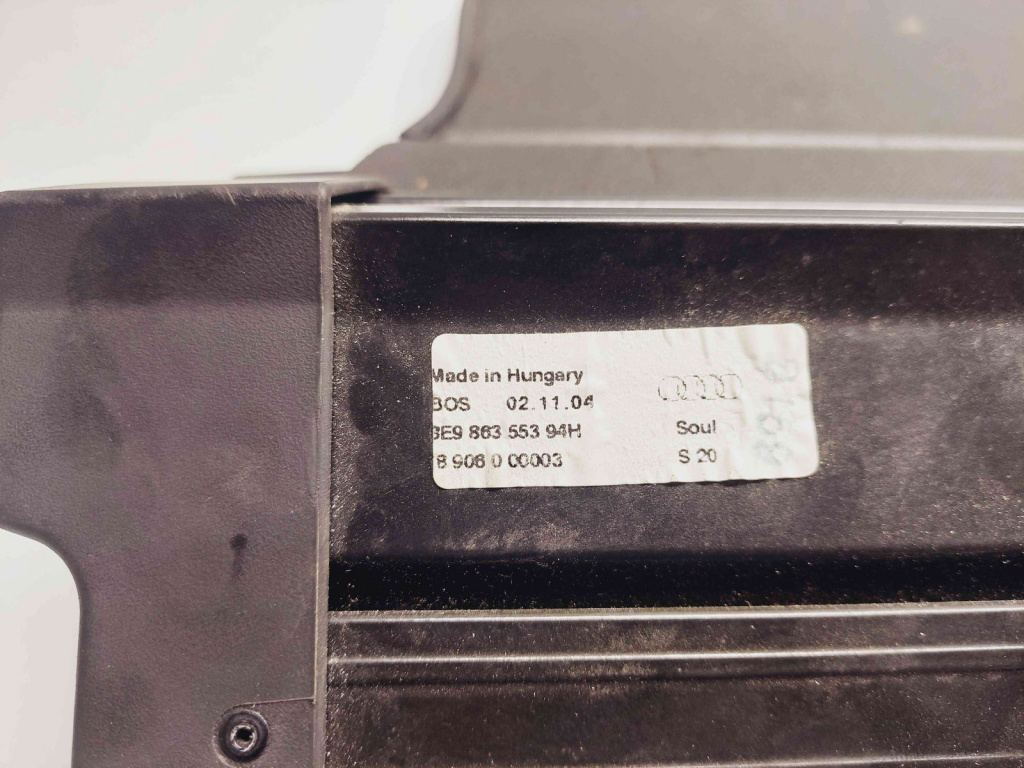 Made in Hungary
BOS 02.11.04
8E9 863 553 94H Soul
8 906 0 00003 S 20